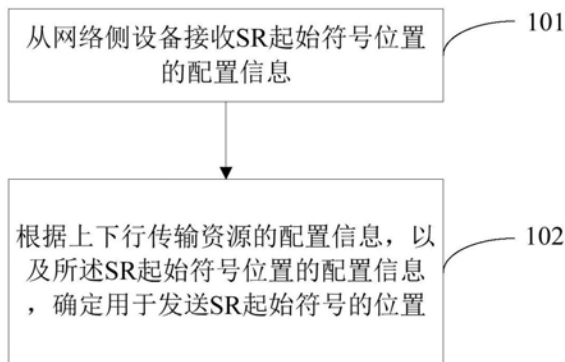 从网络侧设备接收SR起始符号位置
的配置信息
101
根据上下行传输资源的配置信息，以
及所述SR起始符号位置的配置信息
，确定用于发送SR起始符号的位置
102